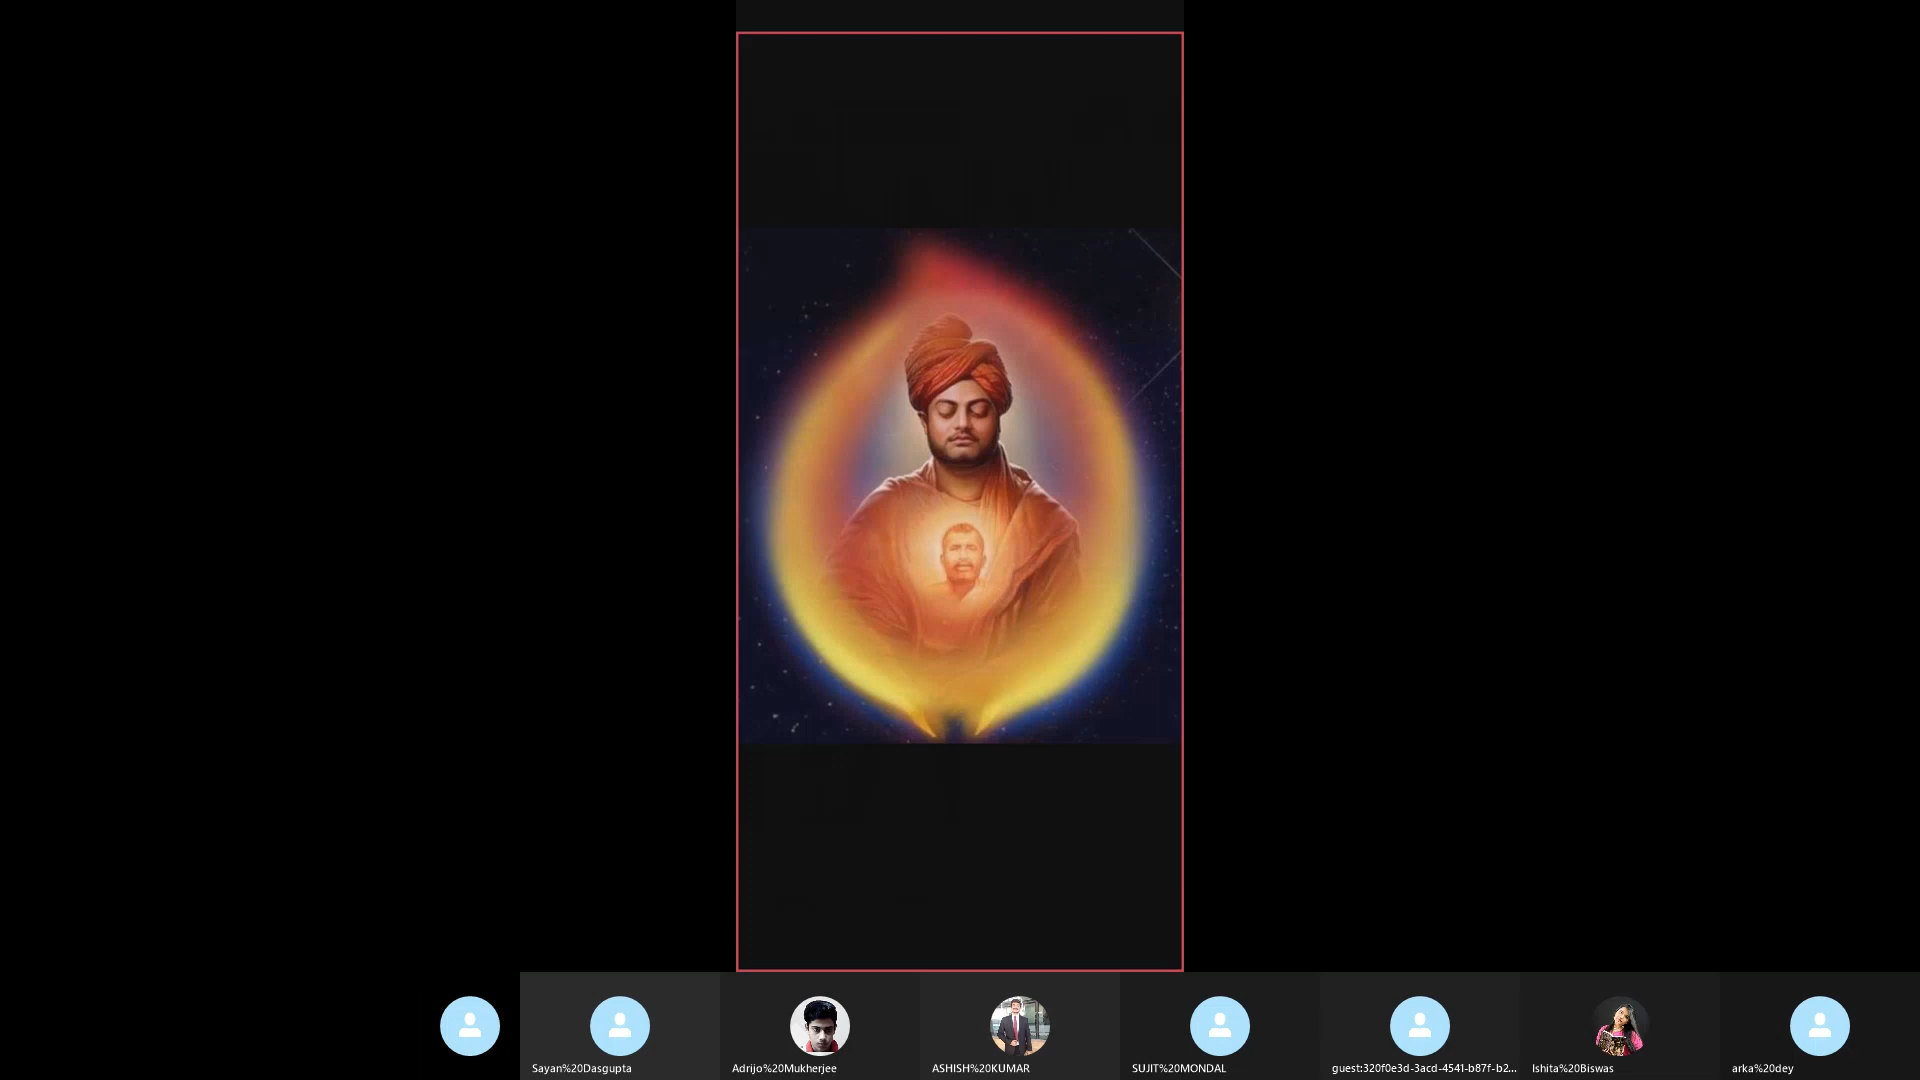 Sayan%20Dasgupta
Adrijo%20Mukherjee
ASHISH%20KUMAR
SUJIT%20MONDAL
guest:320f0e3d-3acd-4541-b87f-b2...
Ishita%20Biswas
arka%20dey